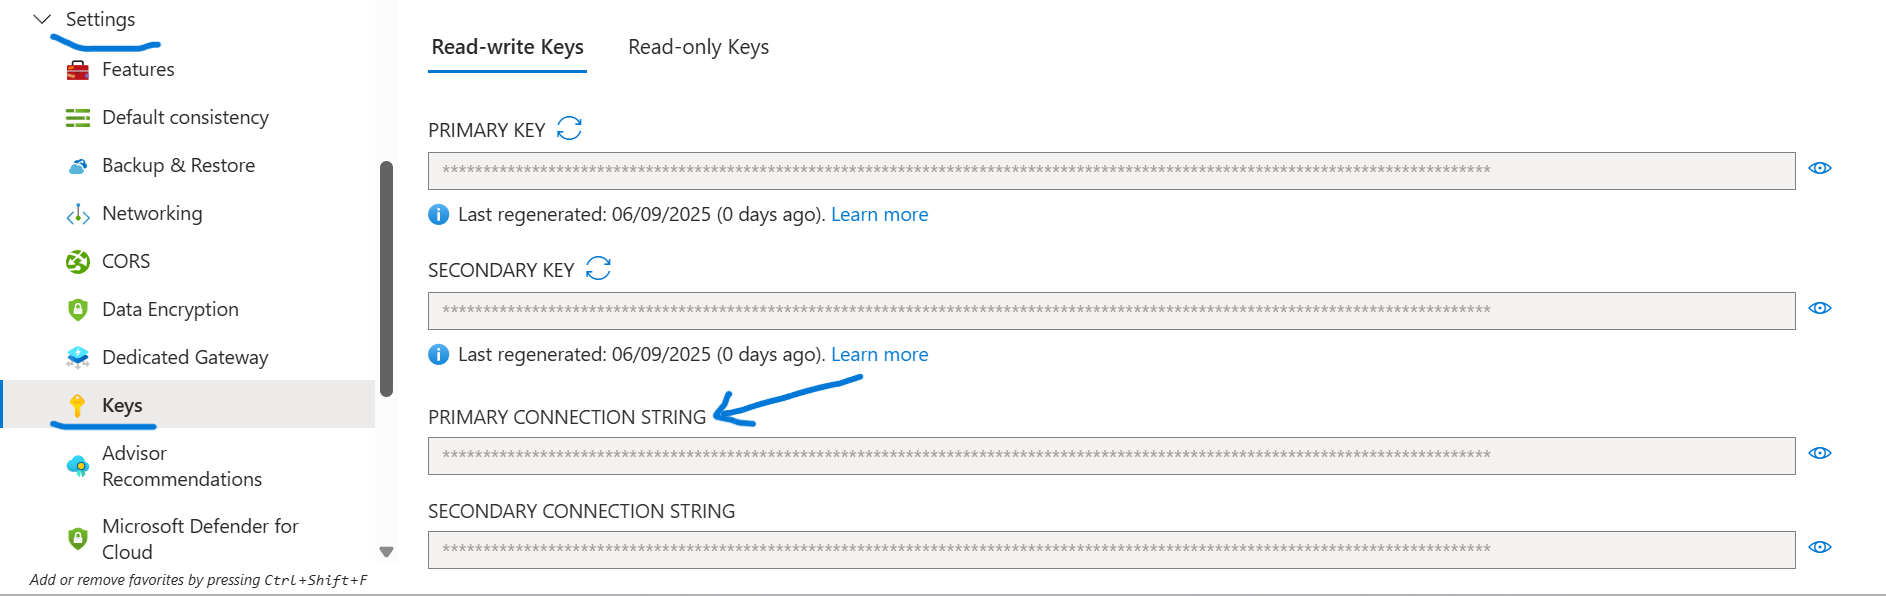 Settings
Features
Default consistency
Backup & Restore
Networking
CORS
Data Encryption
Dedicated Gateway
Keys
Advisor
Recommendations
Microsoft Defender for
Cloud
Add or remove favorites by pressing Ctrl+Shift+F
Read-write Keys Read-only Keys
PRIMARY KEY
Last regenerated: 06/09/2025 (0 days ago). Learn more
SECONDARY KEY
Last regenerated: 06/09/2025 (0 days ago). Learn more
PRIMARY CONNECTION STRING
SECONDARY CONNECTION STRING